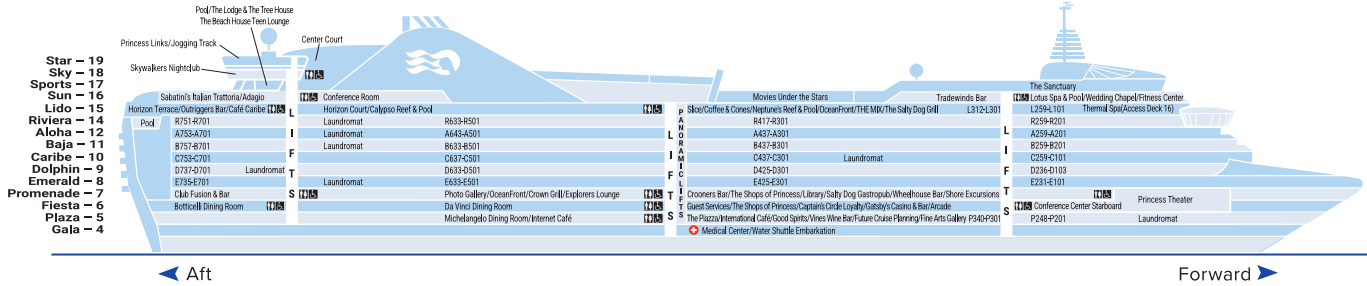 Pool/The Lodge & The Tree House
The Beach House Teen Lounge
Princess Links/Jogging Track
Center Court
Skywalkers Nightclub
Star – 19
Sky – 18
Sports – 17
The Sanctuary
Sun – 16 Sabatini's Italian Trattoria/Adagio Conference Room Movies Under the Stars Tradewinds Bar Lotus Spa & Pool/Wedding Chapel/Fitness Center
Lido – 15 Horizon Terrace/Outriggers Bar/Café Caribe Horizon Court/Calypso Reef & Pool Slice/Coffee & Cones/Neptune's Reef & Pool/OceanFront/THE MIX/The Salty Dog Grill L312-L301 L259-L101 Thermal Spa(Access Deck 16)
Riviera – 14 Pool R751-R701 Laundromat R633-R501 R417-R301 R259-R201
Aloha – 12 A753-A701 Laundromat A643-A501 A437-A301 A259-A201
Baja – 11 B757-B701 Laundromat B633-B501 B437-B301 B259-B201
Caribe – 10 C753-C701 C637-C501 C437-C301 Laundromat C259-C101
Dolphin – 9 D737-D701 Laundromat D633-D501 D425-D301 D236-D103
Emerald – 8 E735-E701 Laundromat E633-E501 E425-E301 E231-E101
Promenade – 7 Club Fusion & Bar Photo Gallery/OceanFront/Crown Grill/Explorers Lounge Crooners Bar/The Shops of Princess/Library/Salty Dog Gastropub/Wheelhouse Bar/Shore Excursions
Princess Theater
Fiesta – 6 Botticelli Dining Room Da Vinci Dining Room Guest Services/The Shops of Princess/Captain's Circle Loyalty/Gatsby's Casino & Bar/Arcade Conference Center Starboard
Plaza – 5 Michelangelo Dining Room/Internet Café The Piazza/International Café/Good Spirits/Vines Wine Bar/Future Cruise Planning/Fine Arts Gallery P340-P301 P248-P201 Laundromat
Gala – 4 Medical Center/Water Shuttle Embarkation
LIFTS
LIFTS
PANORAMIC LIFTS
LIFTS
Aft
Forward